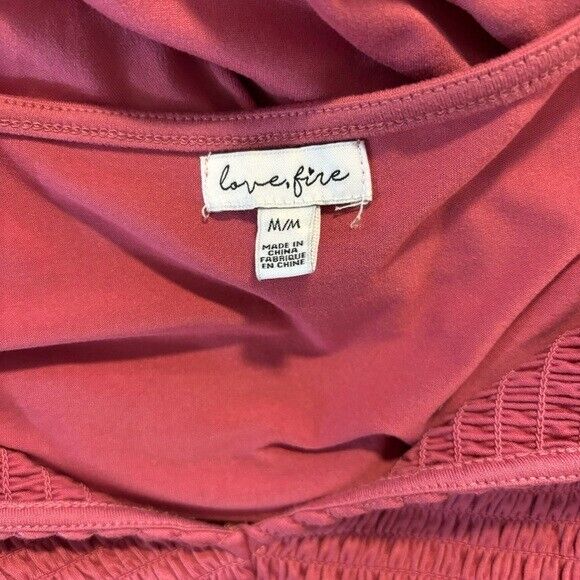 love, fire
M/M
MADE IN
CHINA
FABRIQUE
EN CHINE